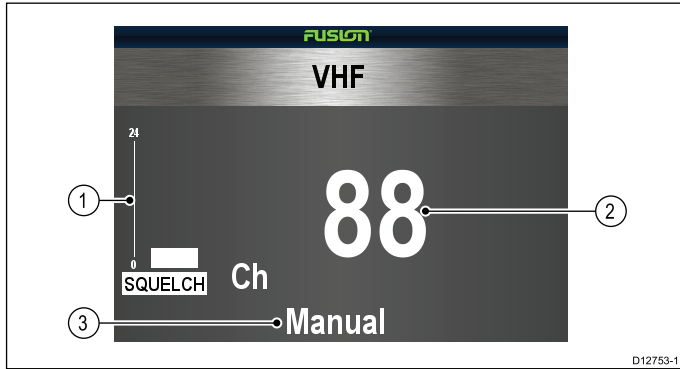 FUSION
VHF
24
1
88
2
0
SQUELCH
Ch
3
Manual
D12753-1